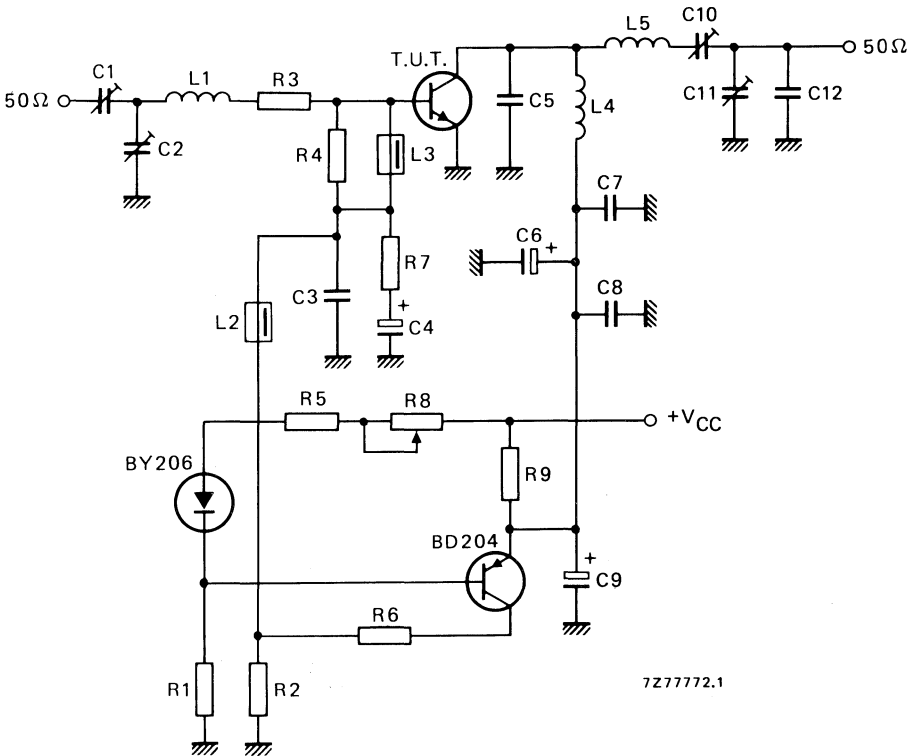 L5
C10
50Ω
T.U.T.
C1
L1
R3
50Ω
C5
L4
C11
C12
C2
R4
L3
C7
C6
+
R7
C8
C3
+
C4
L2
R5
R8
+VCC
BY206
R9
BD204
+
C9
R6
R1
R2
7Z77772.1